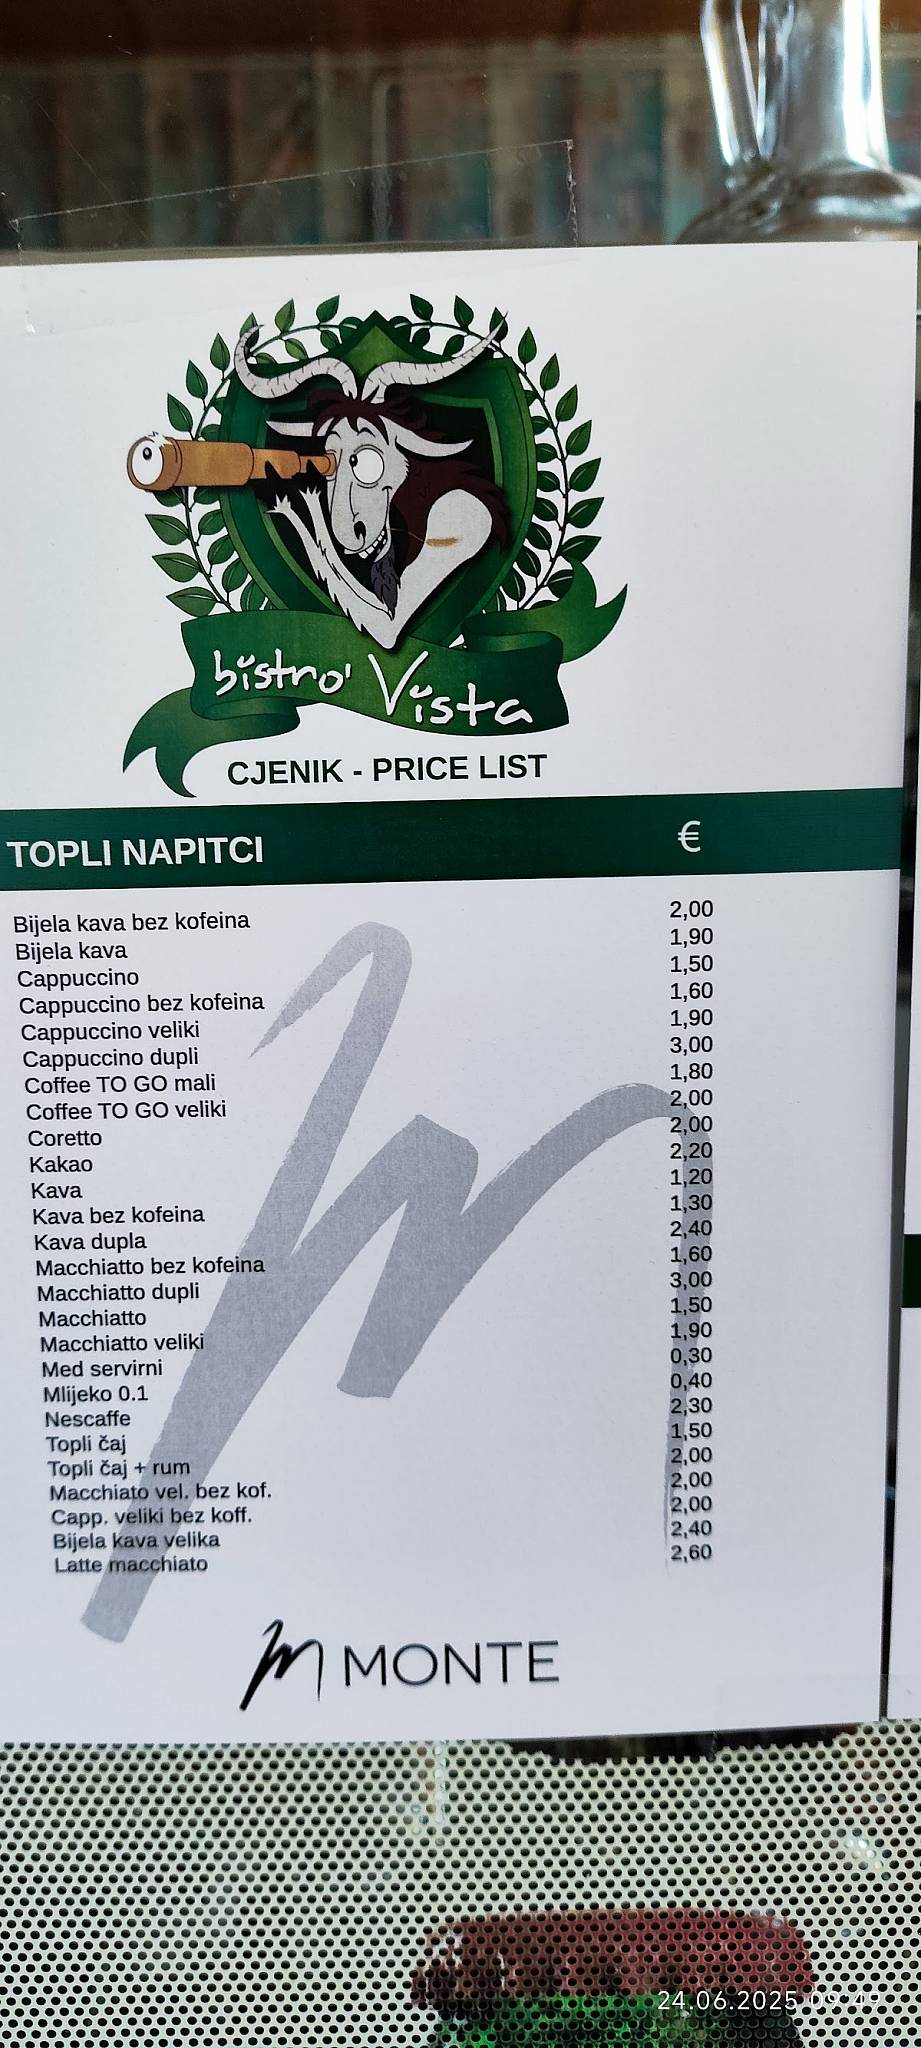 bistro' Vista
CJENIK - PRICE LIST
TOPLI NAPITCI €
Bijela kava bez kofeina 2,00
Bijela kava 1,90
Cappuccino 1,50
Cappuccino bez kofeina 1,60
Cappuccino veliki 1,90
Cappuccino dupli 3,00
Coffee TO GO mali 1,80
Coffee TO GO veliki 2,00
Coretto 2,00
Kakao 2,20
Kava 1,20
Kava bez kofeina 1,30
Kava dupla 2,40
Macchiatto bez kofeina 1,60
Macchiatto dupli 3,00
Macchiatto 1,50
Macchiatto veliki 1,90
Med servirni 0,30
Mlijeko 0.1 0,40
Nescaffe 2,30
Topli čaj 1,50
Topli čaj + rum 2,00
Macchiato vel. bez kof. 2,00
Capp. veliki bez koff. 2,00
Bijela kava velika 2,40
Latte macchiato 2,60
M MONTE
24.06.2025 09:49